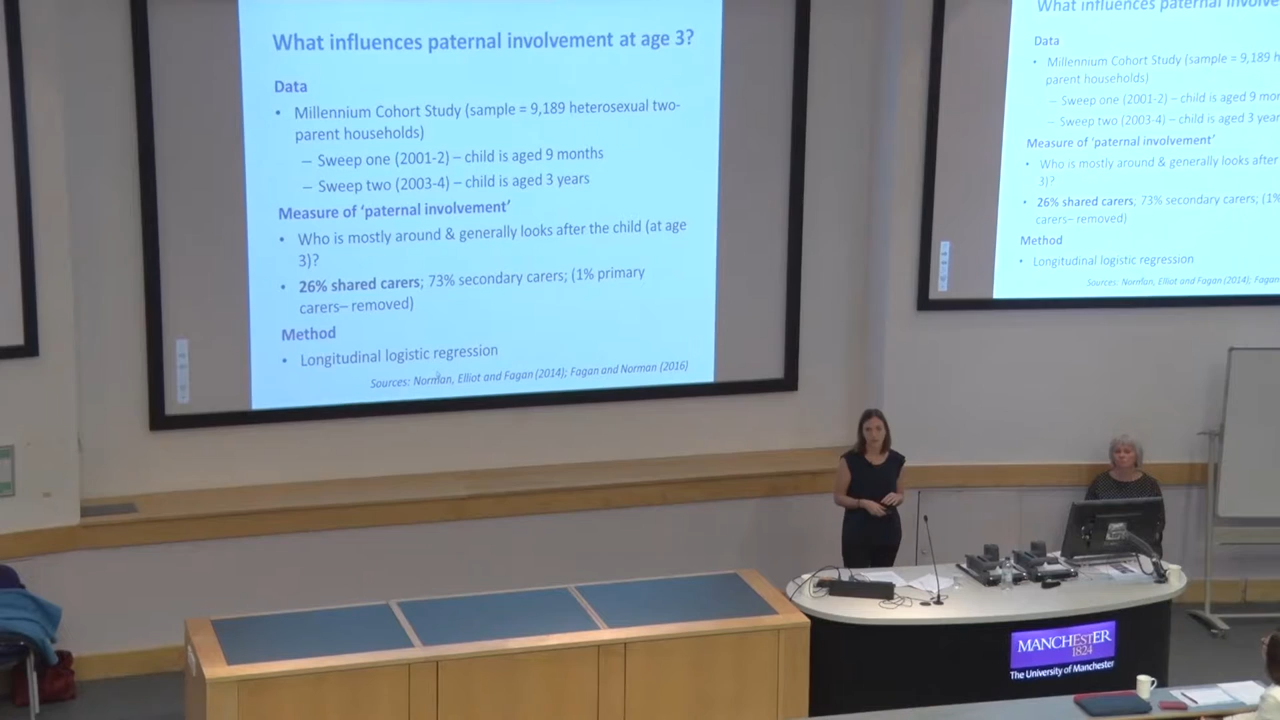 What influences paternal involvement at age 3?
Data
• Millennium Cohort Study (sample = 9,189 heterosexual two-
parent households)
– Sweep one (2001-2) – child is aged 9 months
– Sweep two (2003-4) – child is aged 3 years
Measure of 'paternal involvement'
• Who is mostly around & generally looks after the child (at age
3)?
• 26% shared carers; 73% secondary carers; (1% primary
carers– removed)
Method
• Longitudinal logistic regression
Sources: Norman, Elliot and Fagan (2014); Fagan and Norman (2016)
What influences paternal
Data
• Millennium Cohort Study (sample = 9,189
parent households)
– Sweep one (2001-2) – child is aged 9
– Sweep two (2003-4) – child is aged 3
Measure of 'paternal involvement'
• Who is mostly around & generally looks after
3)?
• 26% shared carers; 73% secondary carers; (1%
carers– removed)
Method
• Longitudinal logistic regression
Sources: Norman, Elliot and Fagan (2014); Fagan
MANCHESTER
1824
The University of Manchester